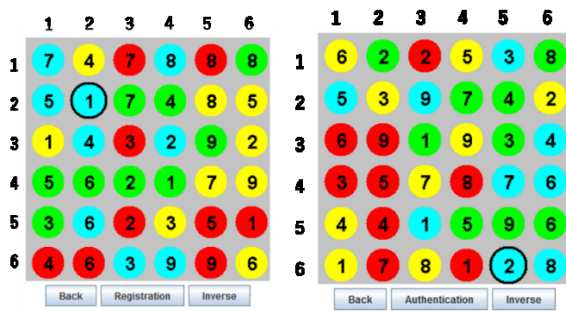 1 2 3 4 5 6
1 7 4 7 8 8 8
2 5 1 7 4 8 5
3 1 4 3 2 9 2
4 5 6 2 1 7 9
5 3 6 2 3 5 1
6 4 6 3 9 9 6
Back Registration Inverse
1 2 3 4 5 6
1 6 2 2 5 3 8
2 5 3 9 7 4 2
3 6 9 1 9 3 4
4 3 5 7 8 7 6
5 4 4 1 5 9 6
6 1 7 8 1 2 8
Back Authentication Inverse